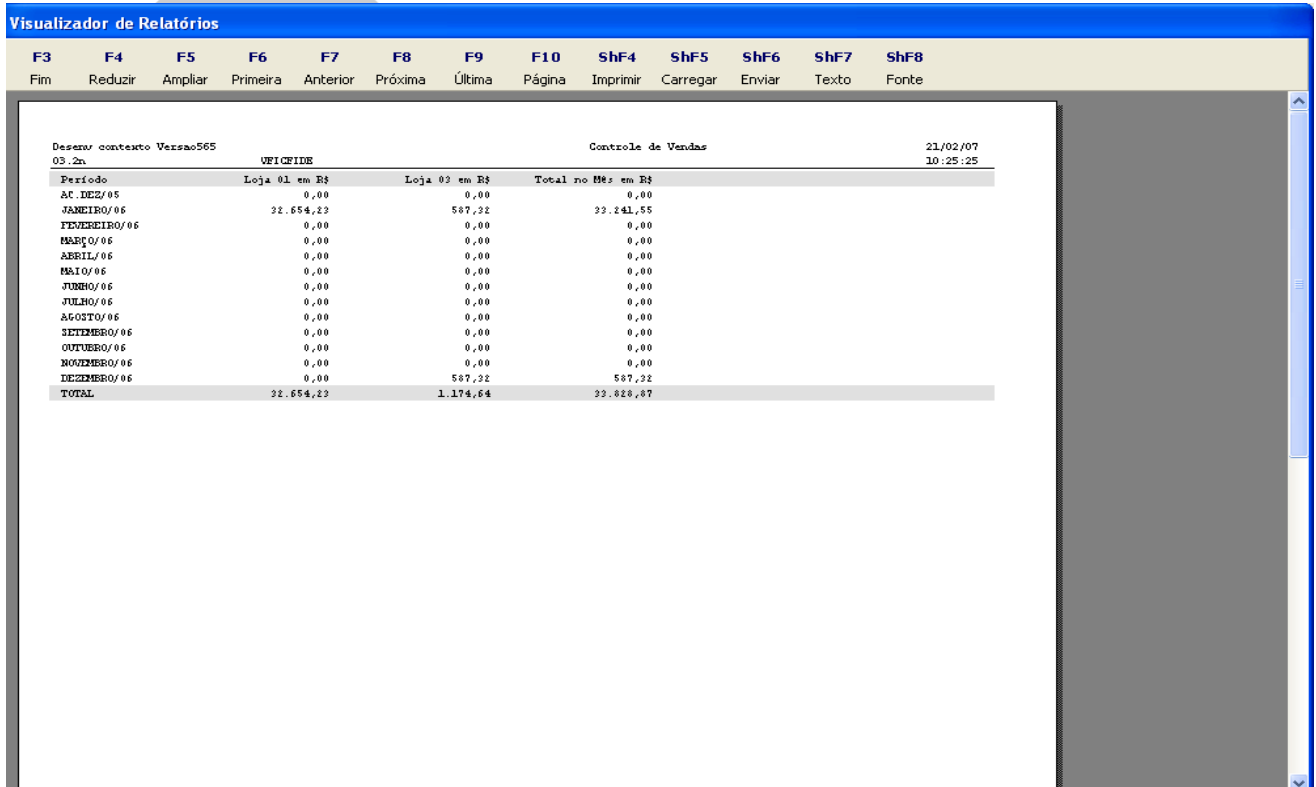 Visualizador de Relatórios
F3 F4 F5 F6 F7 F8 F9 F10 ShF4 ShF5 ShF6 ShF7 ShF8
Fim Reduzir Ampliar Primeira Anterior Próxima Última Página Imprimir Carregar Enviar Texto Fonte
Desenv contexto Versao565 Controle de Vendas 21/02/07
03.2n VFICFIDE 10:25:25
Período Loja 01 em R$ Loja 03 em R$ Total no Mês em R$
AC.DEZ/05 0,00 0,00 0,00
JANEIRO/06 32.654,23 587,32 33.241,55
FEVEREIRO/06 0,00 0,00 0,00
MARÇO/06 0,00 0,00 0,00
ABRIL/06 0,00 0,00 0,00
MAIO/06 0,00 0,00 0,00
JUNHO/06 0,00 0,00 0,00
JULHO/06 0,00 0,00 0,00
AGOSTO/06 0,00 0,00 0,00
SETEMBRO/06 0,00 0,00 0,00
OUTUBRO/06 0,00 0,00 0,00
NOVEMBRO/06 0,00 0,00 0,00
DEZEMBRO/06 0,00 587,32 587,32
TOTAL 32.654,23 1.174,64 33.828,87